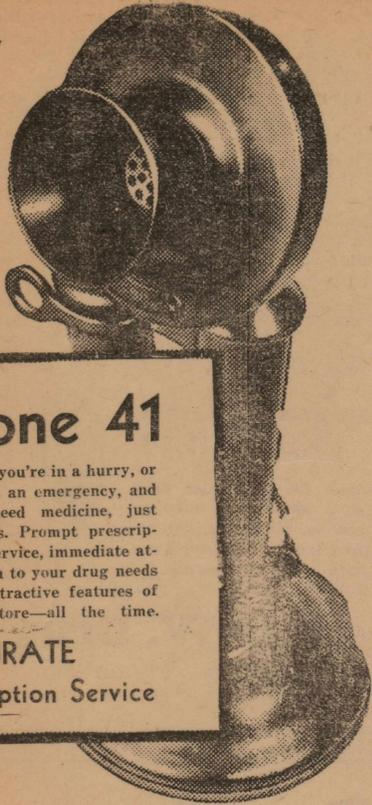 one 41
you're in a hurry, or
an emergency, and
eed medicine, just
s. Prompt prescrip-
ervice, immediate at-
n to your drug needs
tractive features of
tore—all the time.
RATE
ption Service